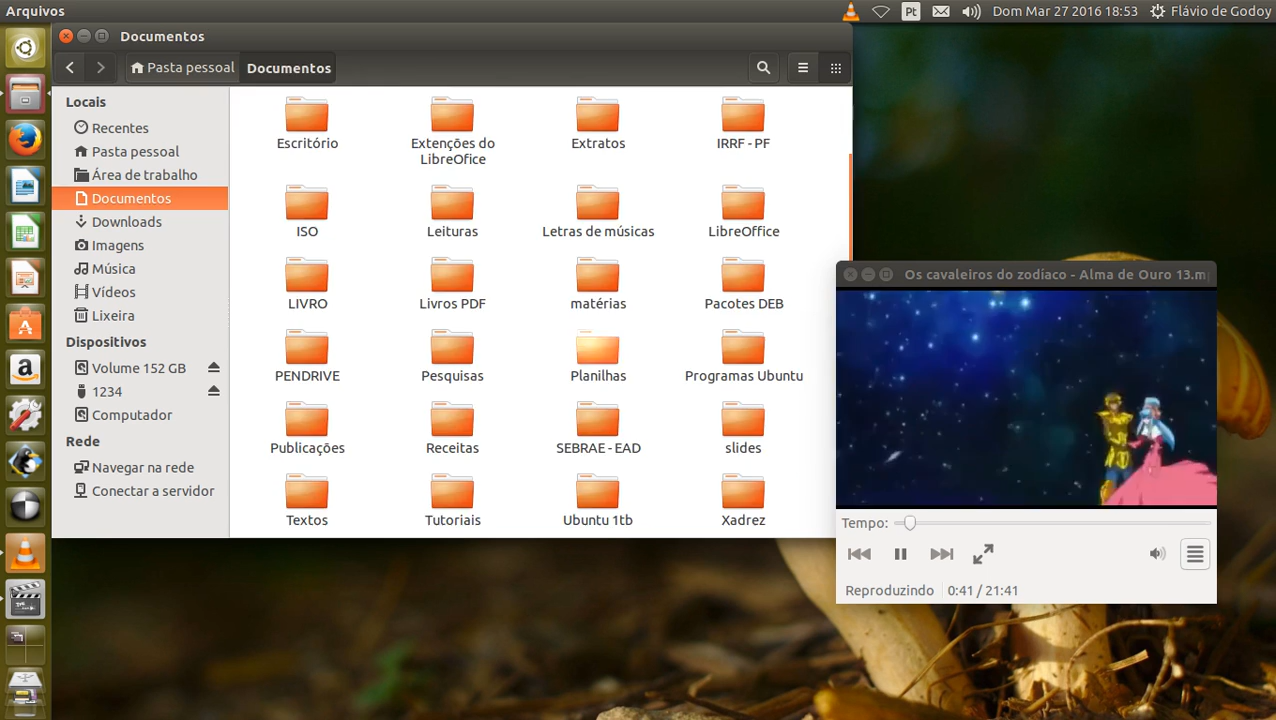 Arquivos
Pt
Dom Mar 27 2016 18:53
Flávio de Godoy
Documentos
Pasta pessoal
Documentos
Locais
Recentes
Pasta pessoal
Área de trabalho
Documentos
Downloads
Imagens
Música
Vídeos
Lixeira
Dispositivos
Volume 152 GB
1234
Computador
Rede
Navegar na rede
Conectar a servidor
Escritório
Extenções do
LibreOfice
Extratos
IRRF - PF
ISO
Leituras
Letras de músicas
LibreOffice
LIVRO
Livros PDF
matérias
Pacotes DEB
PENDRIVE
Pesquisas
Planilhas
Programas Ubuntu
Publicações
Receitas
SEBRAE - EAD
slides
Textos
Tutoriais
Ubuntu 1tb
Xadrez
Os cavaleiros do zodiaco - Alma de Ouro 13.m
Tempo:
Reproduzindo
0:41 / 21:41